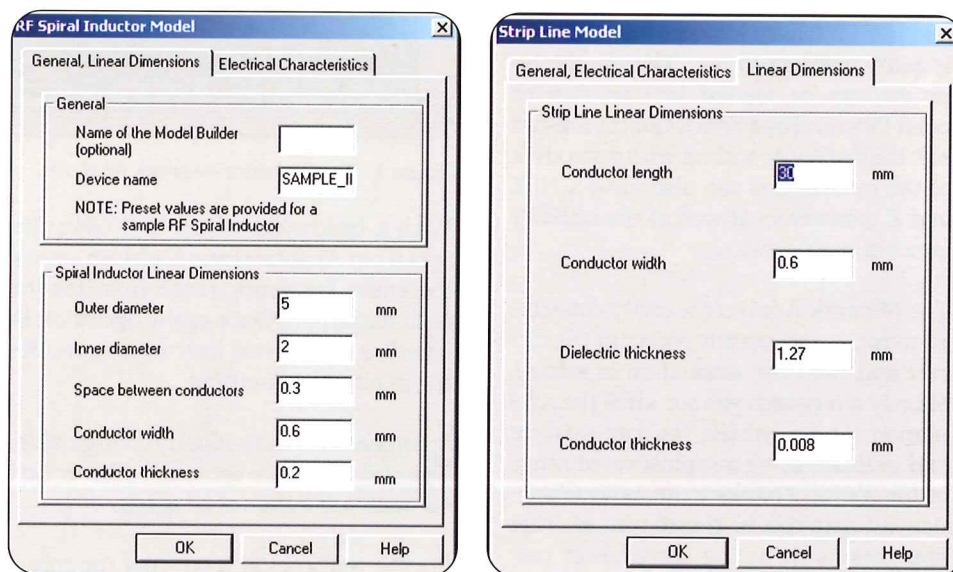 RF Spiral Inductor Model
General, Linear Dimensions Electrical Characteristics
General
Name of the Model Builder
(optional)
Device name SAMPLE_II
NOTE: Preset values are provided for a
sample RF Spiral Inductor
Spiral Inductor Linear Dimensions
Outer diameter 5 mm
Inner diameter 2 mm
Space between conductors 0.3 mm
Conductor width 0.6 mm
Conductor thickness 0.2 mm
OK Cancel Help
Strip Line Model
General, Electrical Characteristics Linear Dimensions
Strip Line Linear Dimensions
Conductor length 30 mm
Conductor width 0.6 mm
Dielectric thickness 1.27 mm
Conductor thickness 0.008 mm
OK Cancel Help